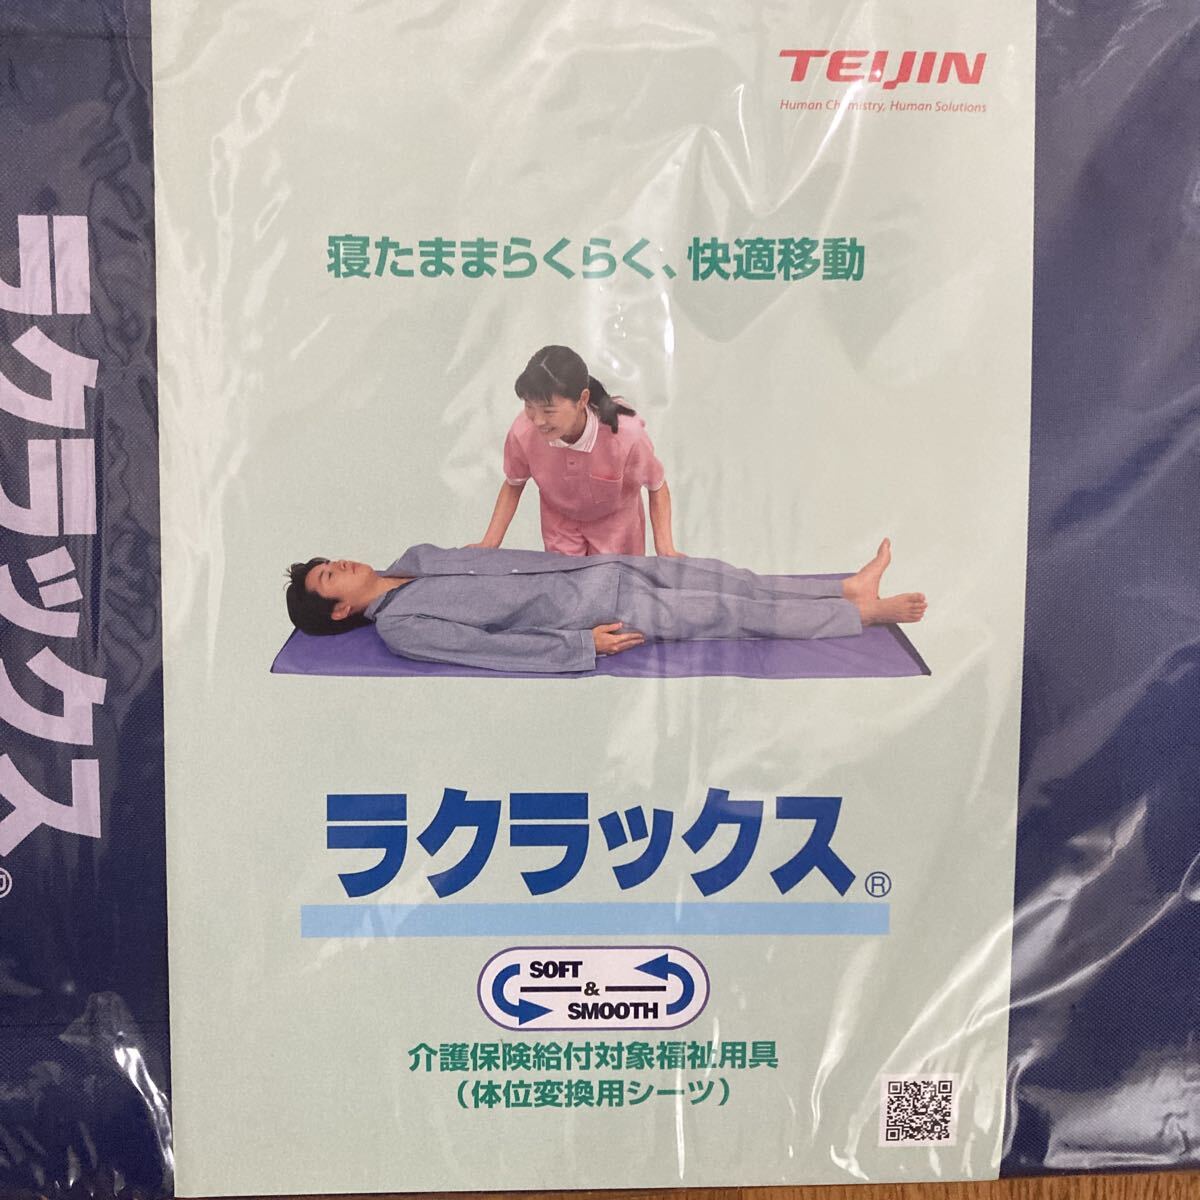 TEIJIN
Human Chemistry, Human Solutions
寝たままらくらく、快適移動
ラクラックス®
ラクラックス®
SOFT
&
SMOOTH
介護保険給付対象福祉用具
（体位変換用シーツ）